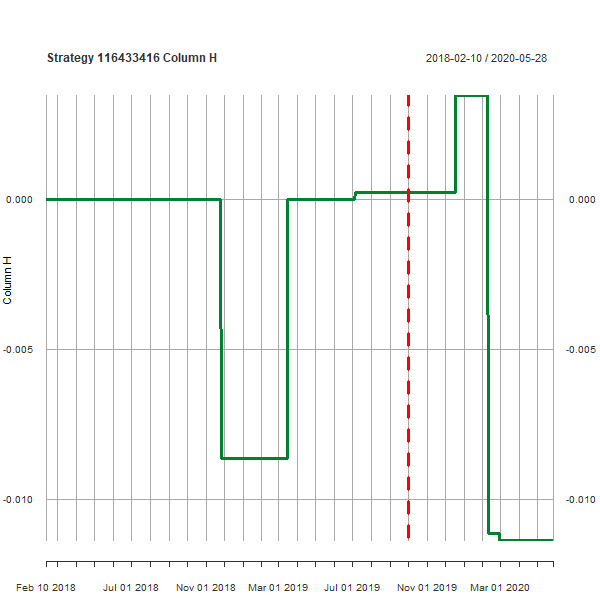 Strategy 116433416 Column H 2018-02-10 / 2020-05-28
0.000 0.000
Column H
-0.005 -0.005
-0.010 -0.010
Feb 10 2018 Jul 01 2018 Nov 01 2018 Mar 01 2019 Jul 01 2019 Nov 01 2019 Mar 01 2020